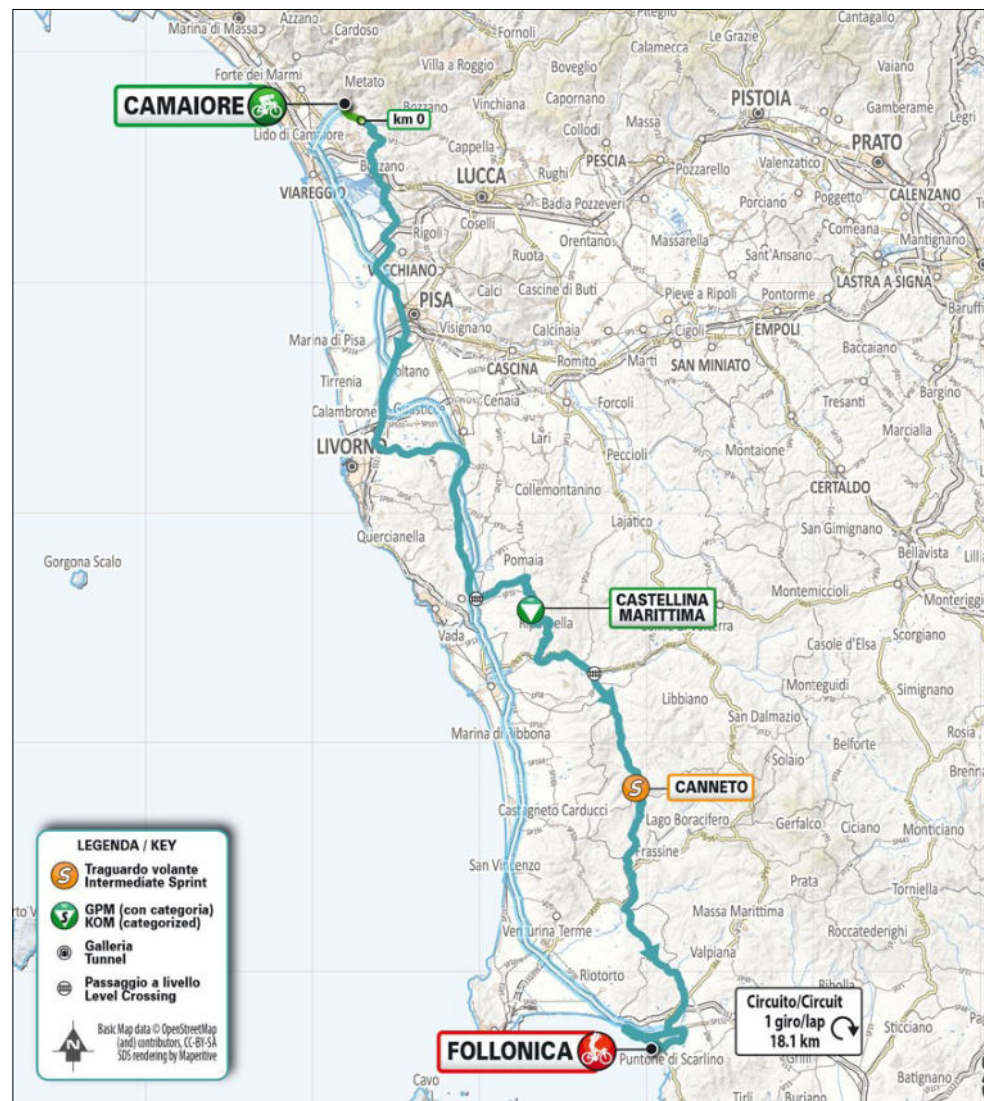 Marina di Massa
Azzano
Cardoso
Fornoli
Piteglio
Cantagallo
Calamecca
Le Grazie
Vaiano
Villa a Roggio
Boveglio
Forte dei Marmi
Metato
Vinchiana
Capornano
Massa
PISTOIA
Gamberame
Legri
CAMAIORE
km 0
Bozzano
Lido di Camaiore
Cappella
Collodi
PESCIA
Valenzatico
PRATO
Bozzano
Rughi
Pozzarello
LUCCA
Poggetto
CALENZANO
VIAREGGIO
Badia Pozzeveri
Porciano
Comeana
Rigoli
Coselli
Orentano
Massarella
Mantignano
Ruota
Sant'Ansano
VECCHIANO
LASTRA A SIGNA
PISA
Calci
Cascine di Buti
Pieve a Ripoli
Pontorme
Visignano
Calcinaia
Cigoli
EMPOLI
Marina di Pisa
Marti
Baccaiano
CASCINA
Romito
SAN MINIATO
Tirrenia
Cenaia
Forcoli
Tresanti
Bargino
Calambrone
Lari
Marcialla
LIVORNO
Peccioli
Montaione
Collemontanino
CERTALDO
Quercianella
Lajatico
San Gimignano
Bellavista
Gorgona Scalo
Pomaia
Montemiccioli
CASTELLINA
MARITTIMA
Monteriggi
Vada
Scorgiano
Casole d'Elsa
Libbiano
Monteguidi
Simignano
San Dalmazio
Rosia
Belforte
Solaio
CANNETO
Castagneto Carducci
Lago Boracifero
Gerfalco
Ciciano
Monticiano
Frassine
San Vincenzo
Prata
Torniella
Massa Marittima
Roccatederighi
Venturina Terme
Valpiana
Riotorto
Circuito/Circuit
1 giro/lap
18.1 km
Sticciano
FOLLONICA
Puntone di Scarlino
Batignano
Cavo
Tirli
Buriano
LEGENDA / KEY
S
Traguardo volante
Intermediate Sprint
GPM (con categoria)
KOM (categorized)
Galleria
Tunnel
Passaggio a livello
Level Crossing
N
Basic Map data © OpenStreetMap
(and) contributors, CC-BY-SA
SDS rendering by Maperitive